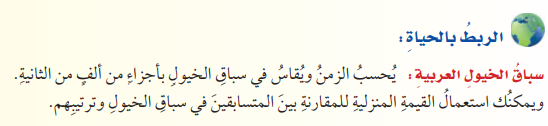 الربطُ بالحياةِ :
سباقُ الخيولِ العربيةِ : يُحسبُ الزمنُ ويُقاسُ في سباقِ الخيولِ بأجزاءٍ من ألفٍ من الثانيةِ.
ويمكنُك استعمالُ القيمةِ المنزليةِ للمقارنةِ بينَ المتسابقينَ في سباقِ الخيولِ وترتيبِهم.